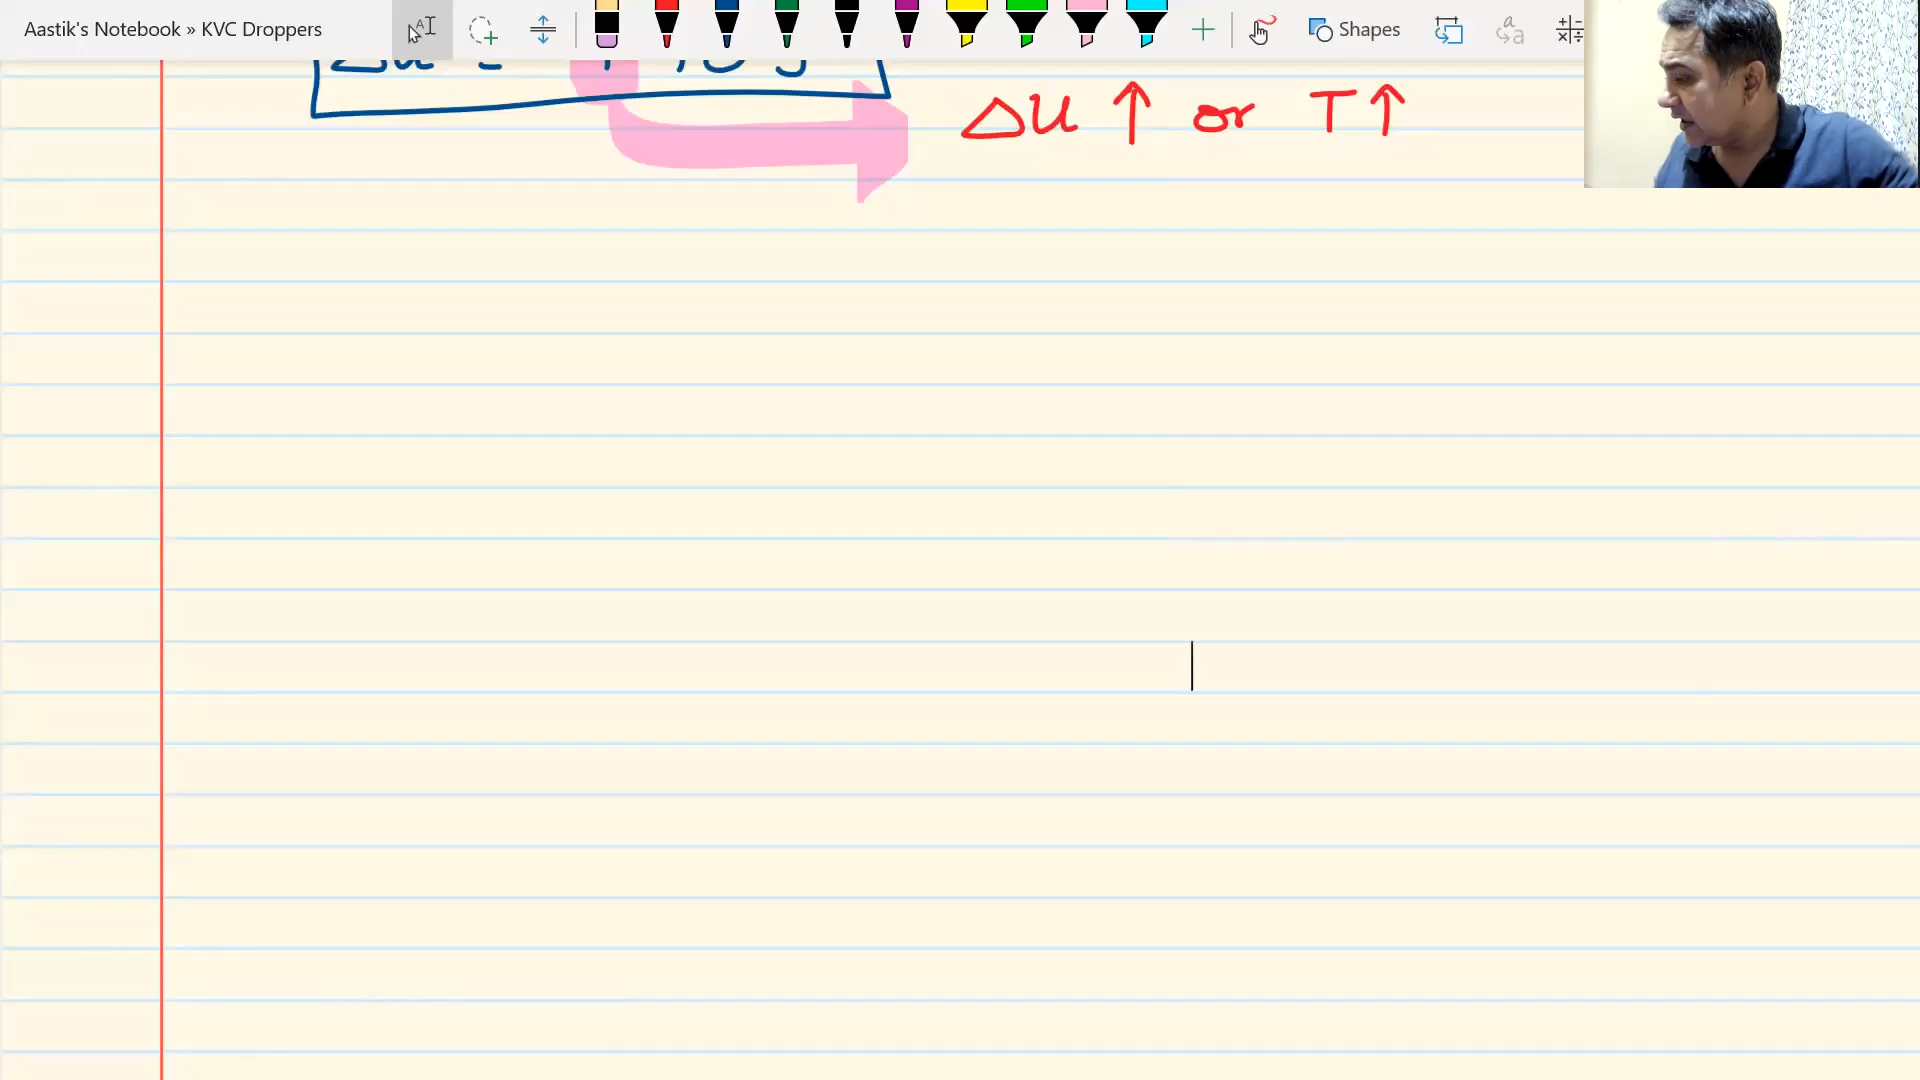 Aastik's Notebook » KVC Droppers
Shapes
ΔU ↑ or T ↑